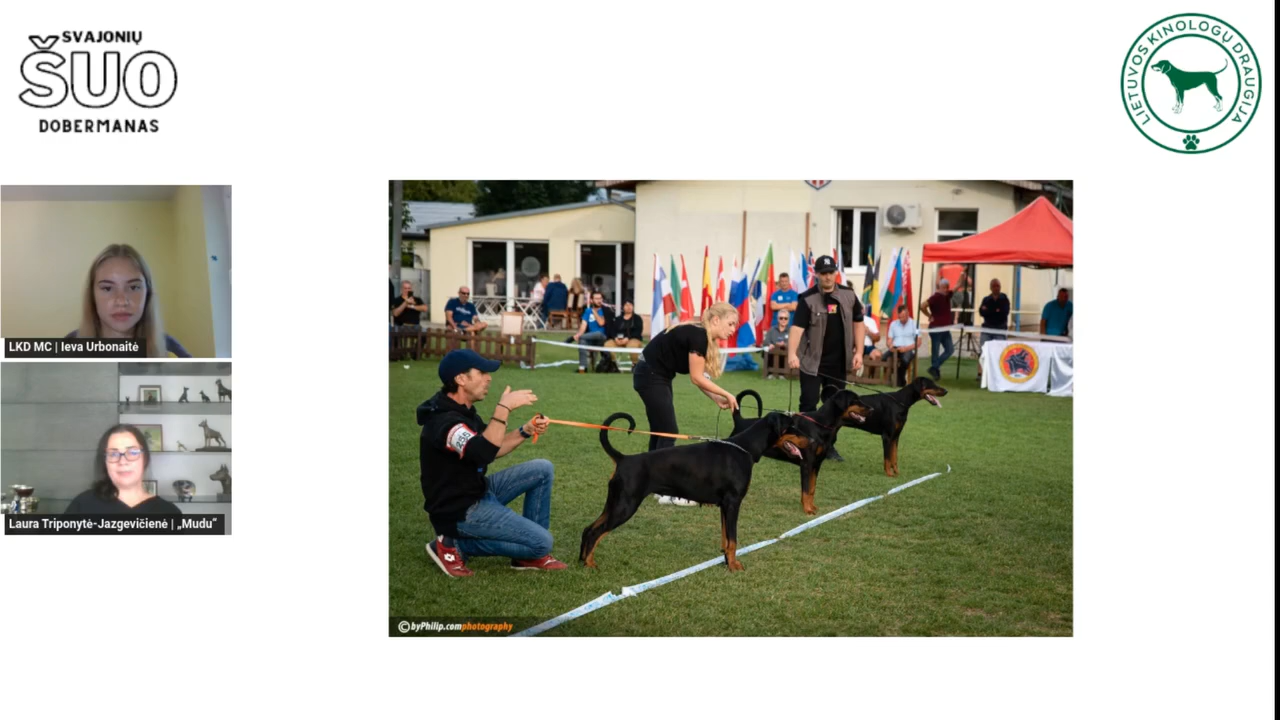 SVAJONIŲ
ŠUO
DOBERMANAS
LIETUVOS KINOLOGŲ DRAUGIJA
LKD MC | Ieva Urbonaitė
Laura Triponytė-Jazgevičienė | „Mudu“
©byPhilip.comphotography